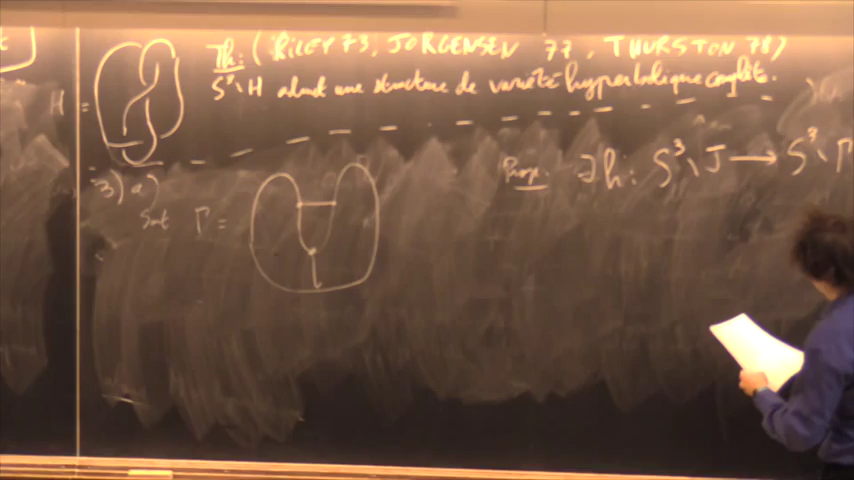 t
H =
Th: (RILEY 73, JORGENSEN 77, THURSTON 78)
S³\H admet une structure de variété hyperbolique complète.
3) a)
Soit Γ =
Prop. ∃ h: S³\J → S³\Γ